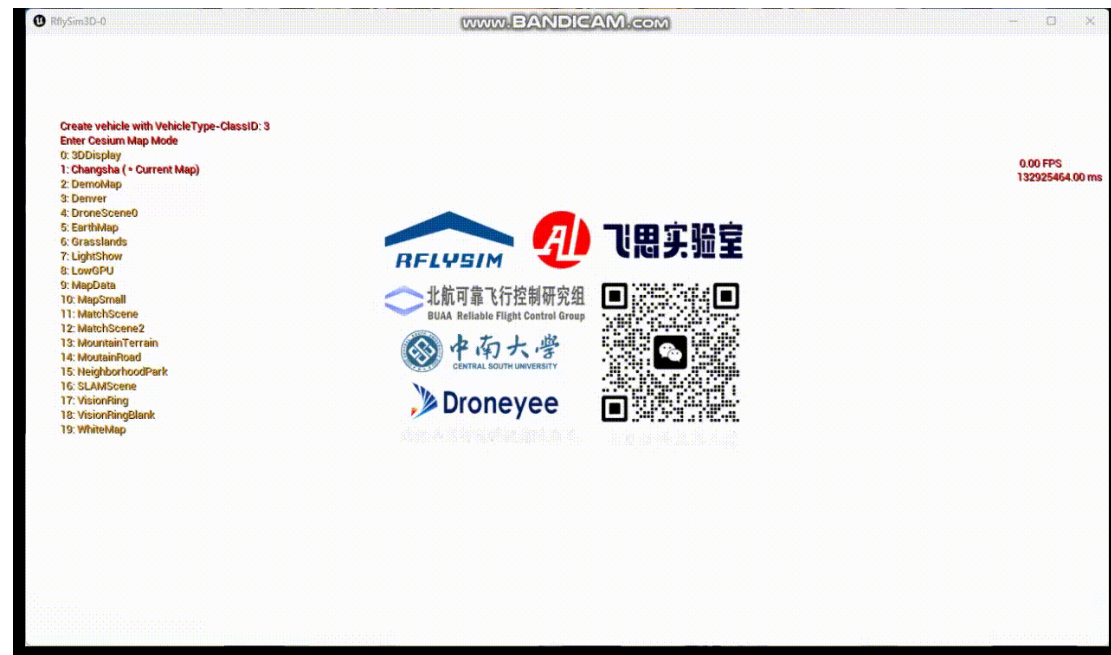 RflySim3D-0
www.BANDICAM.com
Create vehicle with VehicleType-ClassID: 3
Enter Cesium Map Mode
0: 3DDisplay
1: Changsha ( * Current Map)
2: DemoMap
3: Denver
4: DroneScene0
5: EarthMap
6: Grasslands
7: LightShow
8: LowGPU
9: MapData
10: MapSmall
11: MatchScene
12: MatchScene2
13: MountainTerrain
14: MoutainRoad
15: NeighborhoodPark
16: SLAMScene
17: VisionRing
18: VisionRingBlank
19: WhiteMap
0.00 FPS
132925464.00 ms
RFLYSIM
AI 飞思实验室
北航可靠飞行控制研究组
BUAA Reliable Flight Control Group
中南大学
CENTRAL SOUTH UNIVERSITY
Droneyee